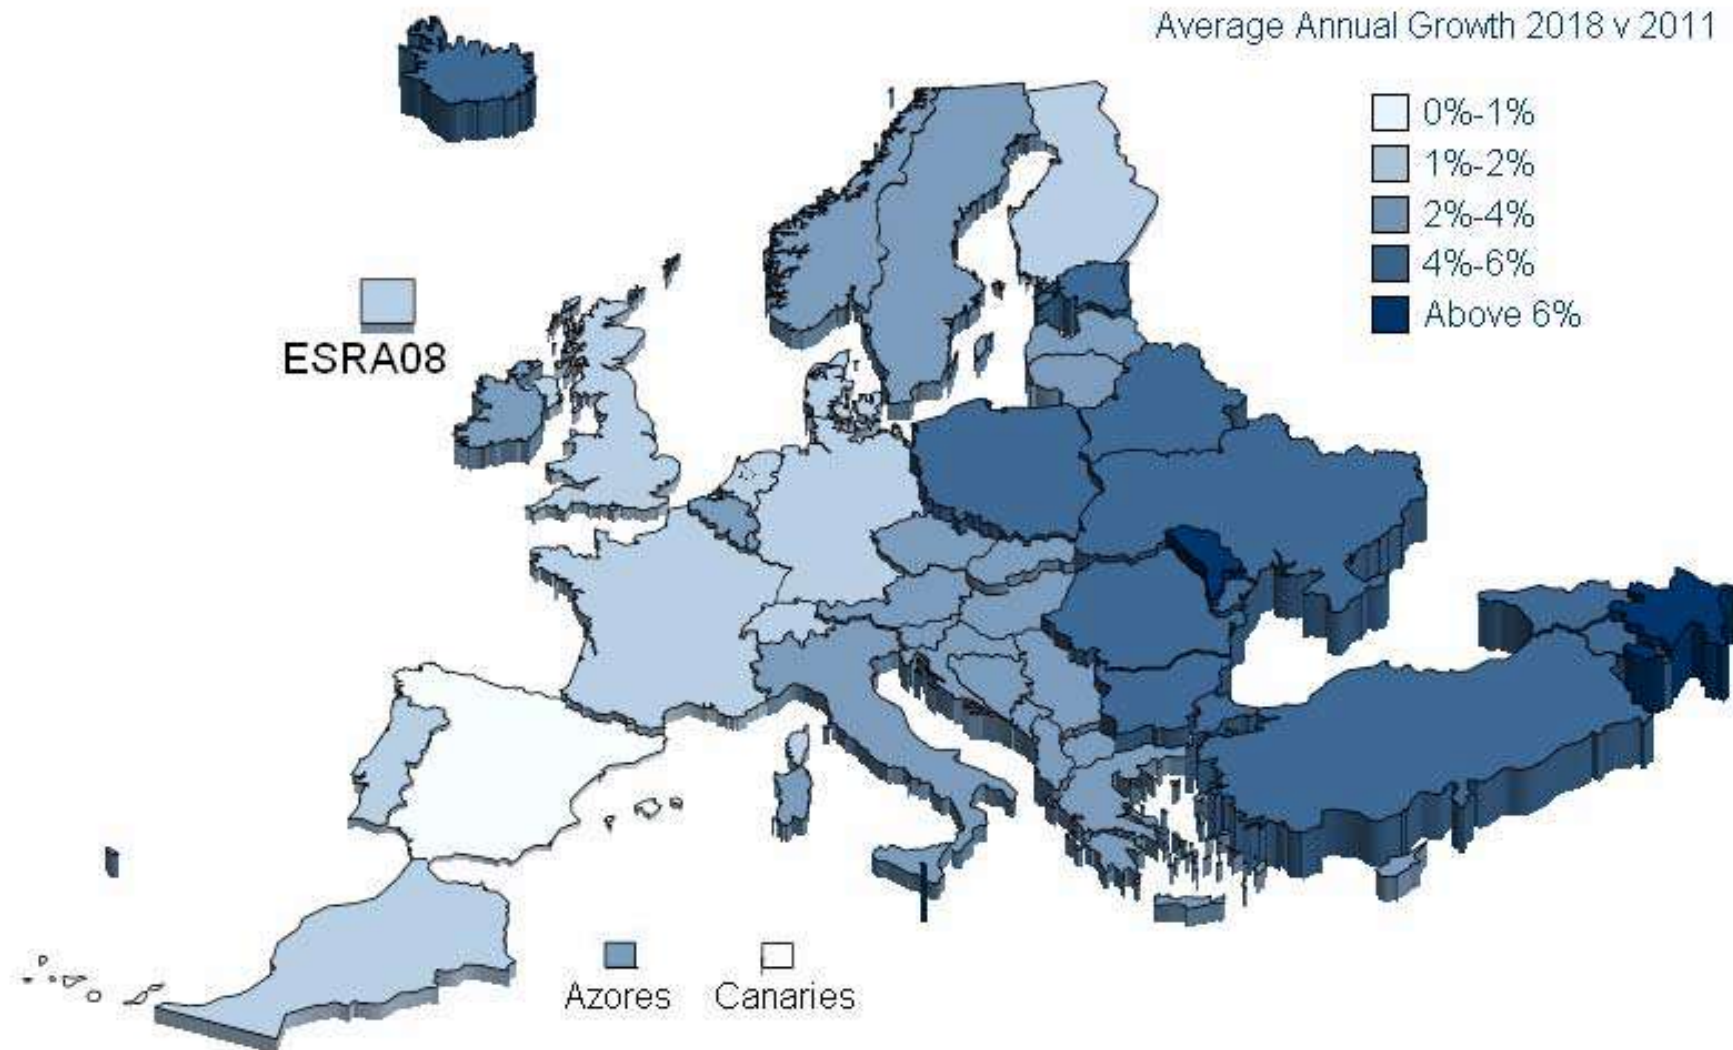 Average Annual Growth 2018 v 2011
0%-1%
1%-2%
2%-4%
4%-6%
Above 6%
ESRA08
Azores
Canaries